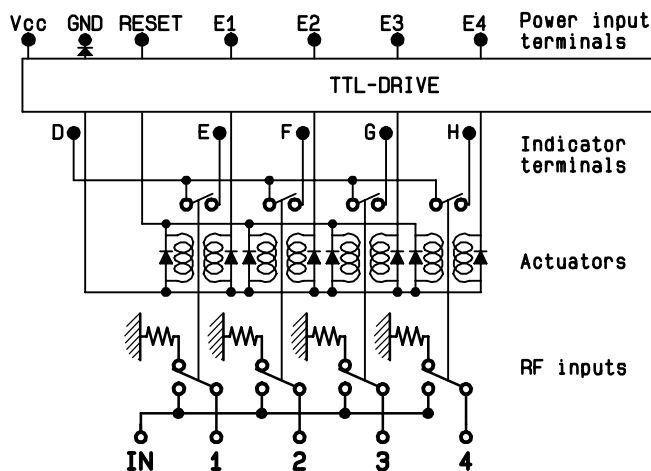 Vcc GND RESET E1 E2 E3 E4 Power input
terminals
TTL-DRIVE
D E F G H Indicator
terminals
Actuators
RF inputs
IN 1 2 3 4